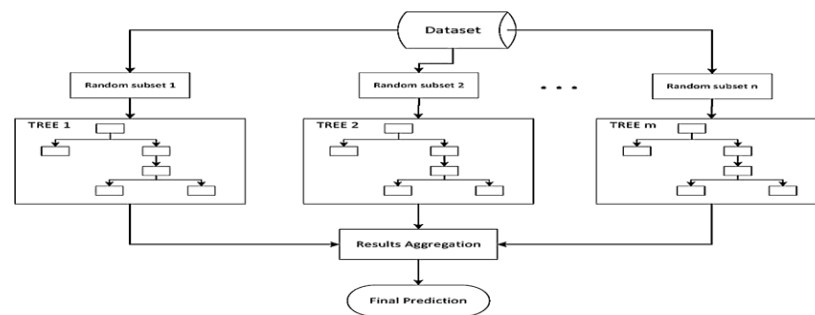 Dataset
Random subset 1
Random subset 2
. . .
Random subset n
TREE 1
TREE 2
TREE m
Results Aggregation
Final Prediction